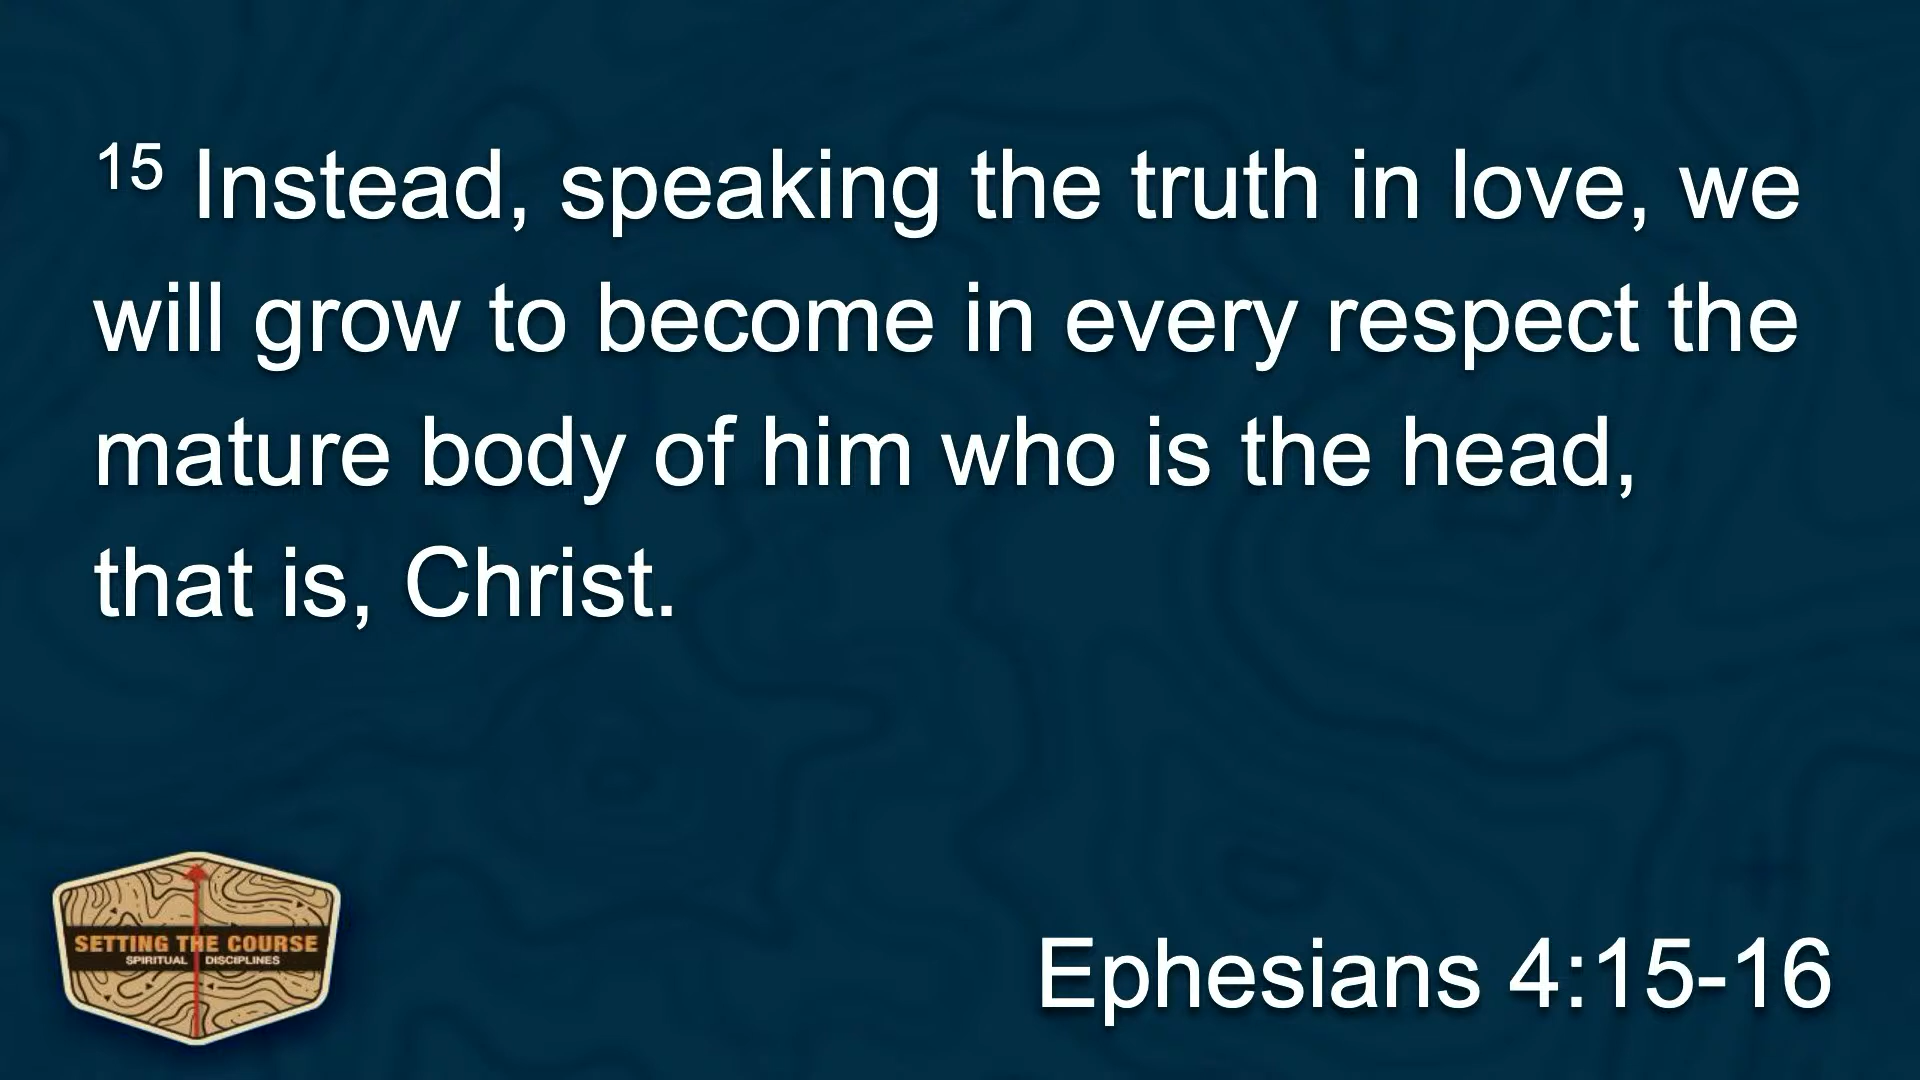 15 Instead, speaking the truth in love, we
will grow to become in every respect the
mature body of him who is the head,
that is, Christ.
SETTING THE COURSE
SPIRITUAL DISCIPLINES
Ephesians 4:15-16